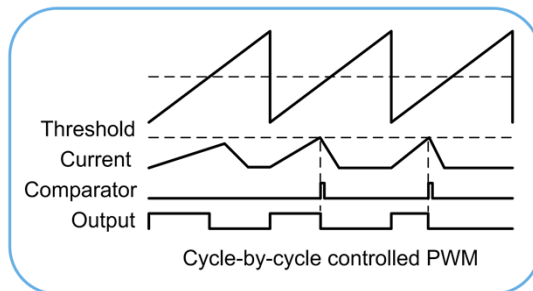 Threshold
Current
Comparator
Output
Cycle-by-cycle controlled PWM